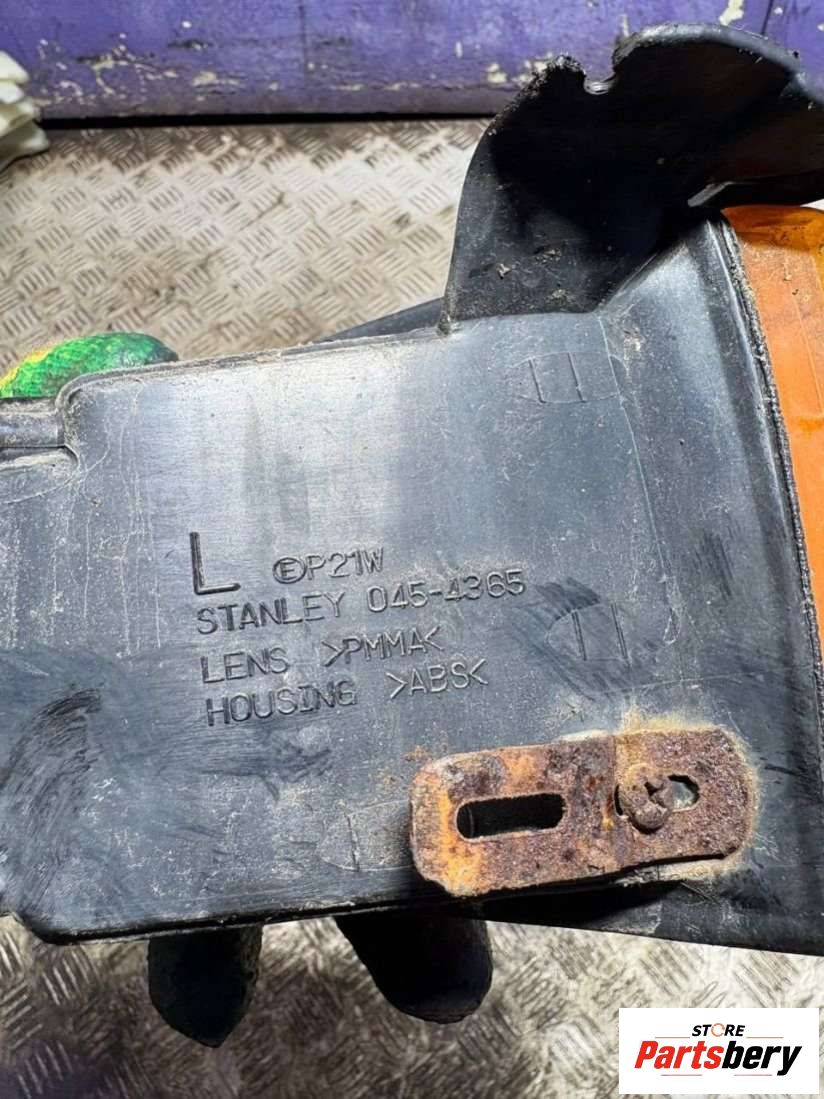 L ⒺP21W
STANLEY 045-4365
LENS >PMMA<
HOUSING >ABS<
STORE
Partsbery